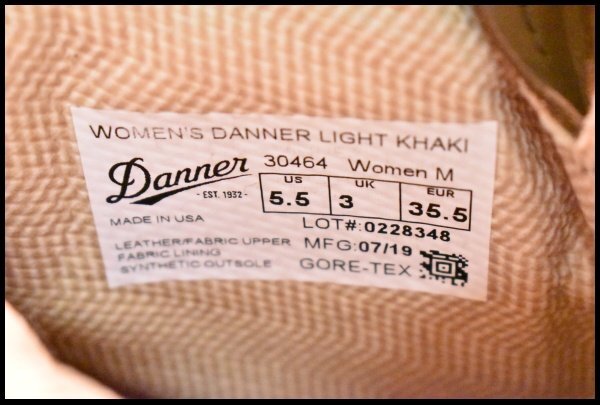 WOMEN'S DANNER LIGHT KHAKI
Danner
- EST. 1932 -
30464 Women M
US UK EUR
5.5 3 35.5
MADE IN USA
LOT#: 0228348
LEATHER/FABRIC UPPER
FABRIC LINING
SYNTHETIC OUTSOLE
MFG: 07/19
GORE-TEX